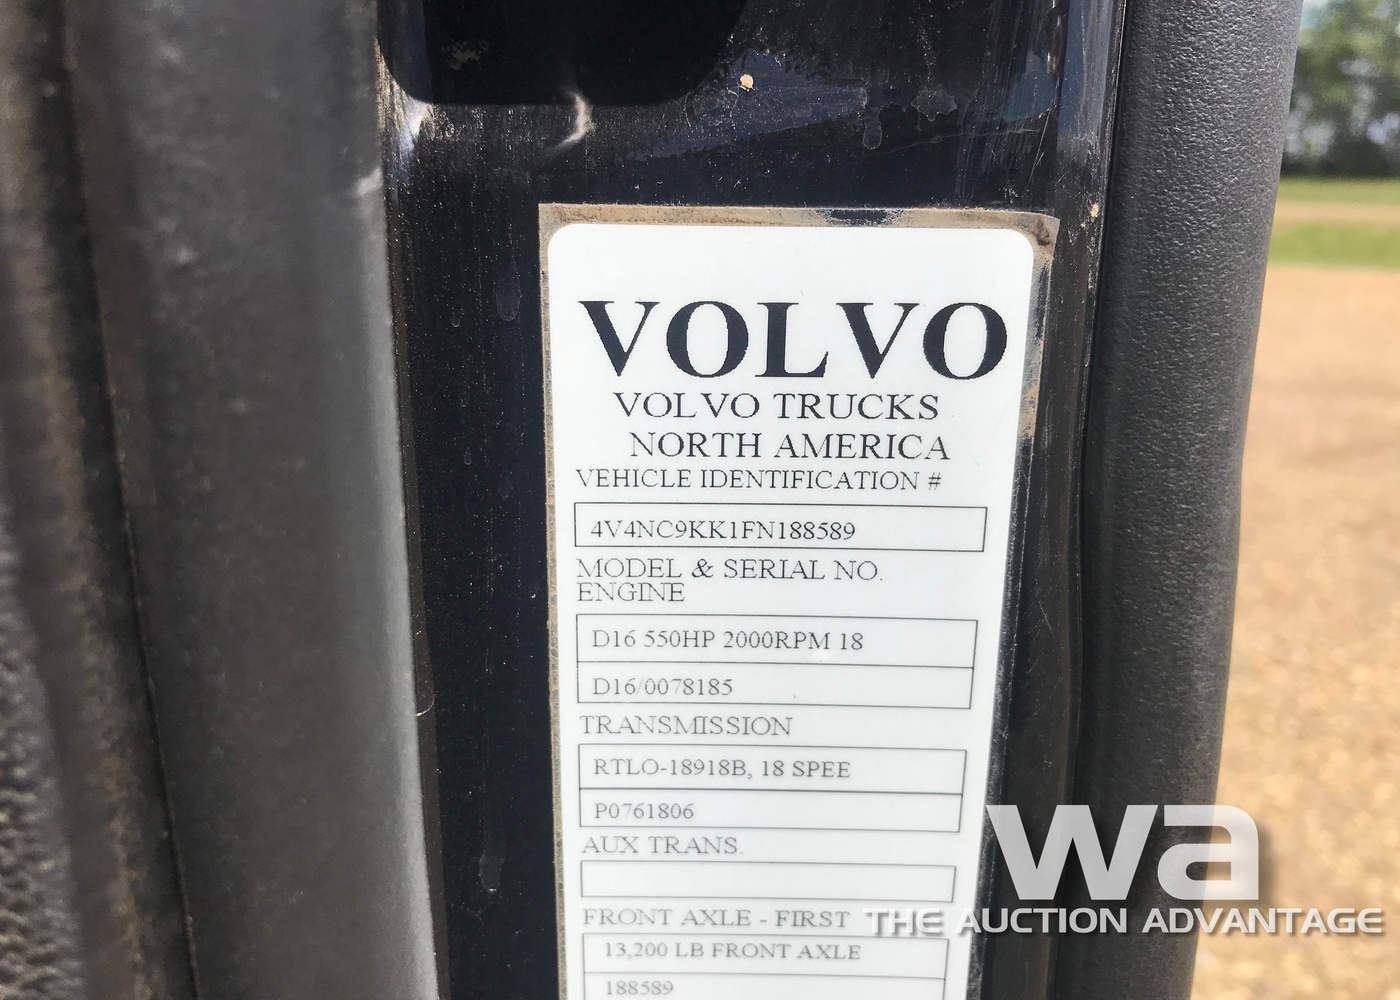 VOLVO
VOLVO TRUCKS
NORTH AMERICA
VEHICLE IDENTIFICATION #
4V4NC9KK1FN188589
MODEL & SERIAL NO.
ENGINE
D16 550HP 2000RPM 18
D16/0078185
TRANSMISSION
RTLO-18918B, 18 SPEE
P0761806
AUX TRANS.
FRONT AXLE - FIRST
13,200 LB FRONT AXLE
188589
wa
THE AUCTION ADVANTAGE